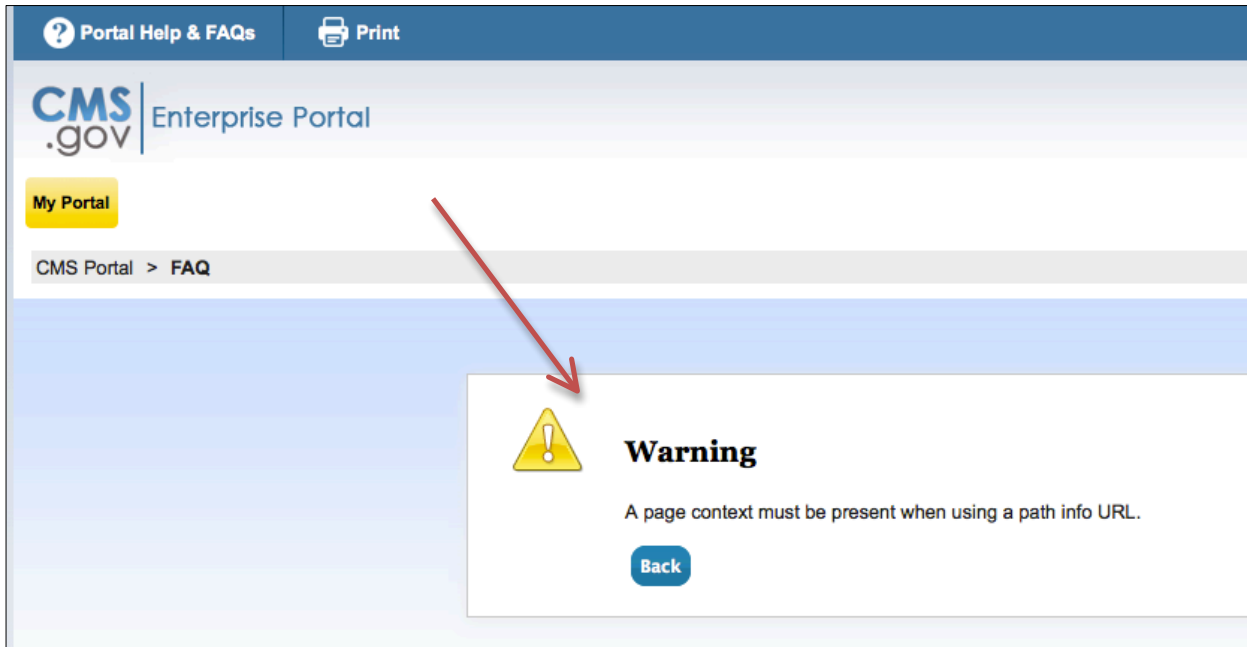 ? Portal Help & FAQs Print
CMS .gov Enterprise Portal
My Portal
CMS Portal > FAQ
Warning
A page context must be present when using a path info URL.
Back